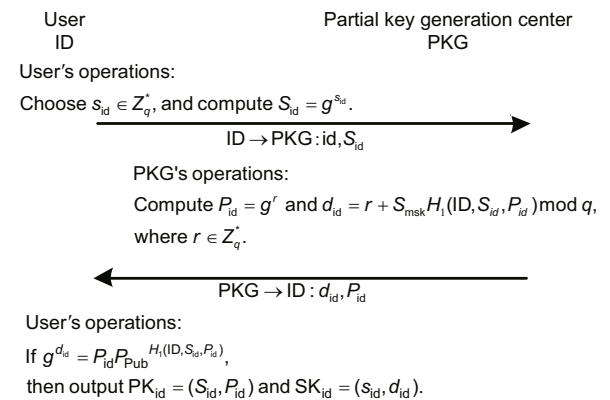 User Partial key generation center
ID PKG
User's operations:
Choose s_id ∈ Z_q^*, and compute S_id = g^{s_id}.
ID → PKG : id, S_id
PKG's operations:
Compute P_id = g^r and d_id = r + S_msk H_1(ID, S_id, P_id) mod q,
where r ∈ Z_q^*.
PKG → ID : d_id, P_id
User's operations:
If g^{d_id} = P_id P_Pub^{H_1(ID, S_id, P_id)},
then output PK_id = (S_id, P_id) and SK_id = (s_id, d_id).